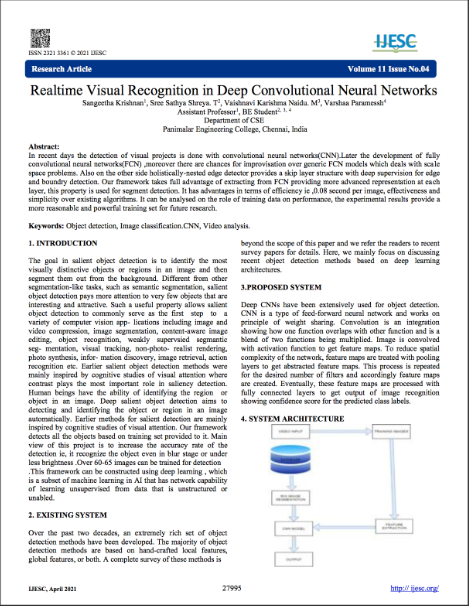 ISSN 2321 3361 © 2021 IJESC
IJESC
Research Article
Volume 11 Issue No.04
Realtime Visual Recognition in Deep Convolutional Neural Networks
Sangeetha Krishnan¹, Sree Sathya Shreya. T², Vaishnavi Karishma Naidu. M³, Varshaa Paramessh⁴
Assistant Professor¹, BE Student², ³, ⁴
Department of CSE
Panimalar Engineering College, Chennai, India
Abstract:
In recent days the detection of visual projects is done with convolutional neural networks(CNN).Later the development of fully
convolutional neural networks(FCN) ,moreover there are chances for improvisation over generic FCN models which deals with scale
space problems. Also on the other side holistically-nested edge detector provides a skip layer structure with deep supervision for edge
and boundry detection. Our framework takes full advantage of extracting from FCN providing more advanced representation at each
layer, this property is used for segment detection. It has advantages in terms of efficiency ie ,0.08 second per image, effectiveness and
simplicity over existing algorithms. It can be analysed on the role of training data on performance, the experimental results provide a
more reasonable and powerful training set for future research.
Keywords: Object detection, Image classification.CNN, Video analysis.
1. INTRODUCTION
The goal in salient object detection is to identify the most
visually distinctive objects or regions in an image and then
segment them out from the background. Different from other
segmentation-like tasks, such as semantic segmentation, salient
object detection pays more attention to very few objects that are
interesting and attractive. Such a useful property allows salient
object detection to commonly serve as the first step to a
variety of computer vision app- lications including image and
video compression, image segmentation, content-aware image
editing, object recognition, weakly supervised semantic
seg- mentation, visual tracking, non-photo- realist rendering,
photo synthesis, infor- mation discovery, image retrieval, action
recognition etc. Earlier salient object detection methods were
mainly inspired by cognitive studies of visual attention where
contrast plays the most important role in saliency detection.
Human beings have the ability of identifying the region or
object in an image. Deep salient object detection aims to
detecting and identifying the object or region in an image
automatically. Earlier methods for salient detection are mainly
inspired by cognitive studies of visual attention. Our framework
detects all the objects based on training set provided to it. Main
view of this project is to increase the accuracy rate of the
detection ie, it recognize the object even in blur stage or under
less brightness .Over 60-65 images can be trained for detection
.This framework can be constructed using deep learning , which
is a subset of machine learning in AI that has network capability
of learning unsupervised from data that is unstructured or
unabled.
2. EXISTING SYSTEM
Over the past two decades, an extremely rich set of object
detection methods have been developed. The majority of object
detection methods are based on hand-crafted local features,
global features, or both. A complete survey of these methods is
beyond the scope of this paper and we refer the readers to recent
survey papers for details. Here, we mainly focus on discussing
recent object detection methods based on deep learning
architectures.
3.PROPOSED SYSTEM
Deep CNNs have been extensively used for object detection.
CNN is a type of feed-forward neural network and works on
principle of weight sharing. Convolution is an integration
showing how one function overlaps with other function and is a
blend of two functions being multiplied. Image is convolved
with activation function to get feature maps. To reduce spatial
complexity of the network, feature maps are treated with pooling
layers to get abstracted feature maps. This process is repeated
for the desired number of filters and accordingly feature maps
are created. Eventually, these feature maps are processed with
fully connected layers to get output of image recognition
showing confidence score for the predicted class labels.
4. SYSTEM ARCHITECTURE
VIDEO INPUT
TRAINING IMAGES
SEGMENTATION
FEATURE
EXTRACTION
OUTPUT
IJESC, April 2021
27995
http:// ijesc.org/